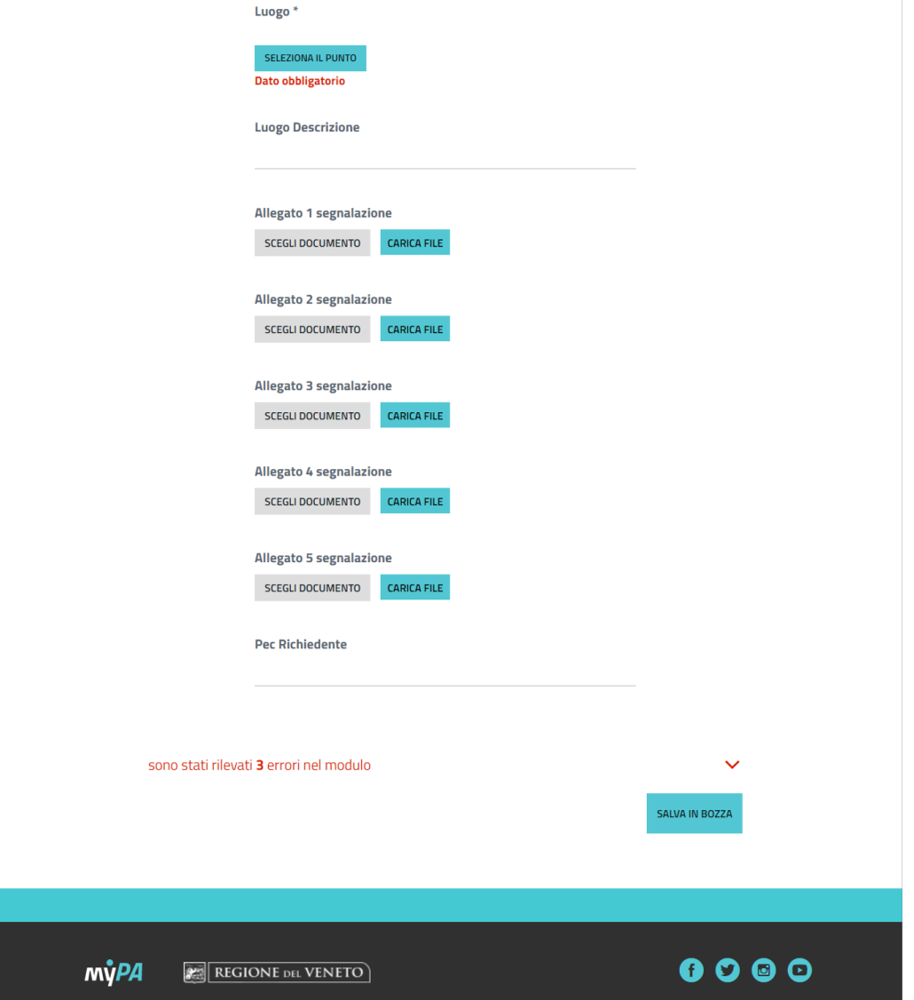 Luogo *
SELEZIONA IL PUNTO
Dato obbligatorio
Luogo Descrizione
Allegato 1 segnalazione
SCEGLI DOCUMENTO CARICA FILE
Allegato 2 segnalazione
SCEGLI DOCUMENTO CARICA FILE
Allegato 3 segnalazione
SCEGLI DOCUMENTO CARICA FILE
Allegato 4 segnalazione
SCEGLI DOCUMENTO CARICA FILE
Allegato 5 segnalazione
SCEGLI DOCUMENTO CARICA FILE
Pec Richiedente
sono stati rilevati 3 errori nel modulo
SALVA IN BOZZA
myPA REGIONE DEL VENETO